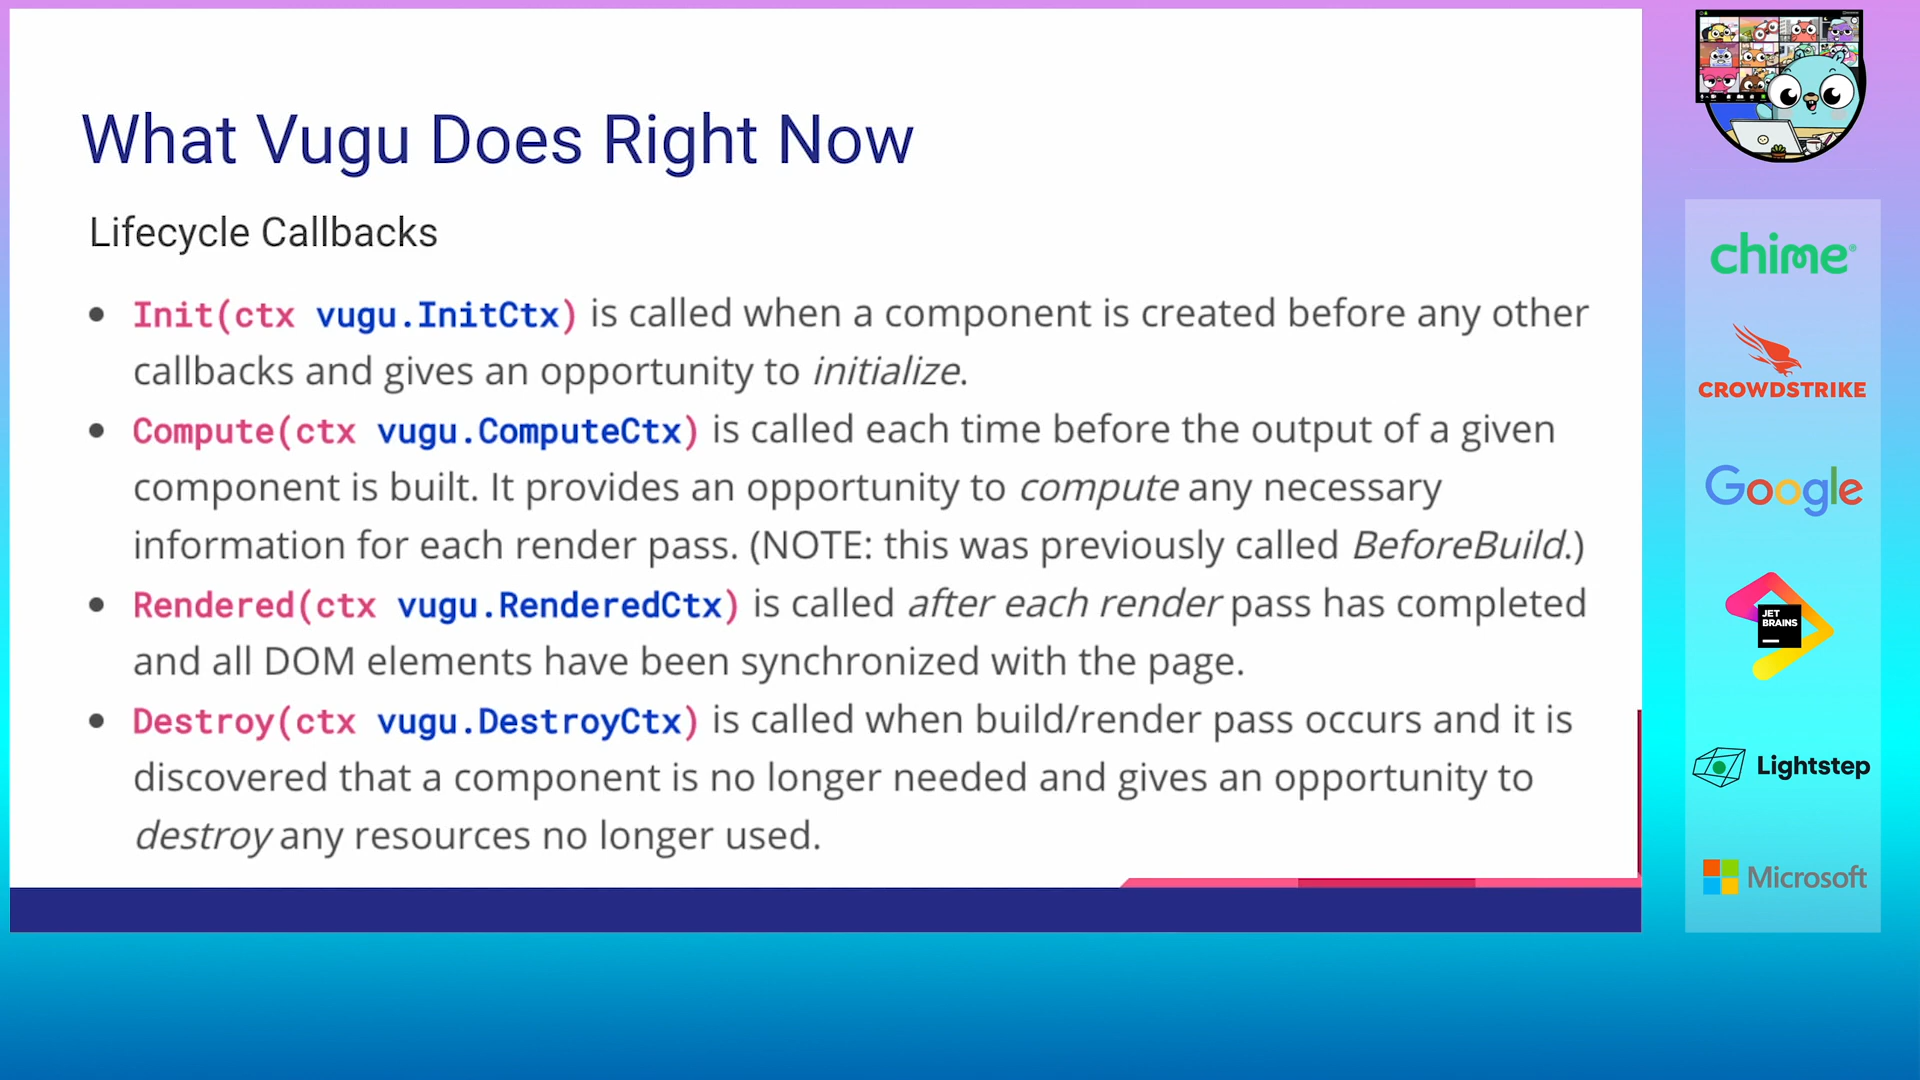 What Vugu Does Right Now
Lifecycle Callbacks
• Init(ctx vugu.InitCtx) is called when a component is created before any other
callbacks and gives an opportunity to initialize.
• Compute(ctx vugu.ComputeCtx) is called each time before the output of a given
component is built. It provides an opportunity to compute any necessary
information for each render pass. (NOTE: this was previously called BeforeBuild.)
• Rendered(ctx vugu.RenderedCtx) is called after each render pass has completed
and all DOM elements have been synchronized with the page.
• Destroy(ctx vugu.DestroyCtx) is called when build/render pass occurs and it is
discovered that a component is no longer needed and gives an opportunity to
destroy any resources no longer used.
chime®
CROWDSTRIKE
Google
JET
BRAINS
Lightstep
Microsoft